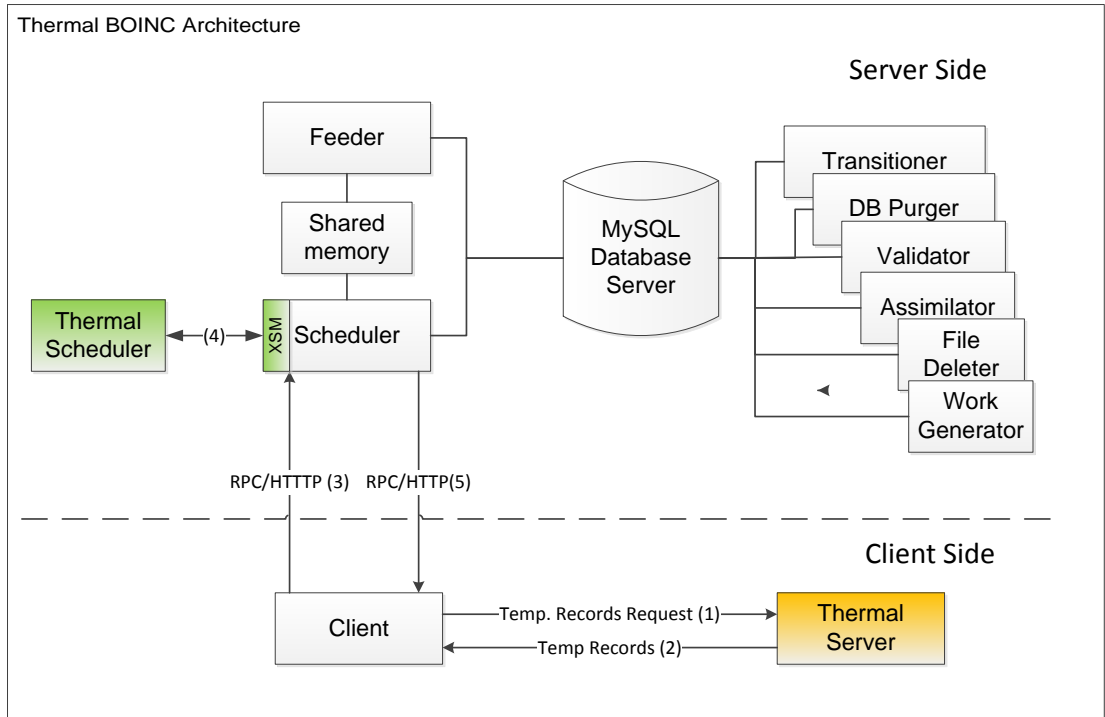 Thermal BOINC Architecture
Server Side
Feeder
Transitioner
DB Purger
Shared
memory
MySQL
Database
Server
Validator
Assimilator
Thermal
Scheduler
(4)
XSM
Scheduler
File
Deleter
Work
Generator
RPC/HTTTP (3)
RPC/HTTP(5)
Client Side
Client
Temp. Records Request (1)
Temp Records (2)
Thermal
Server